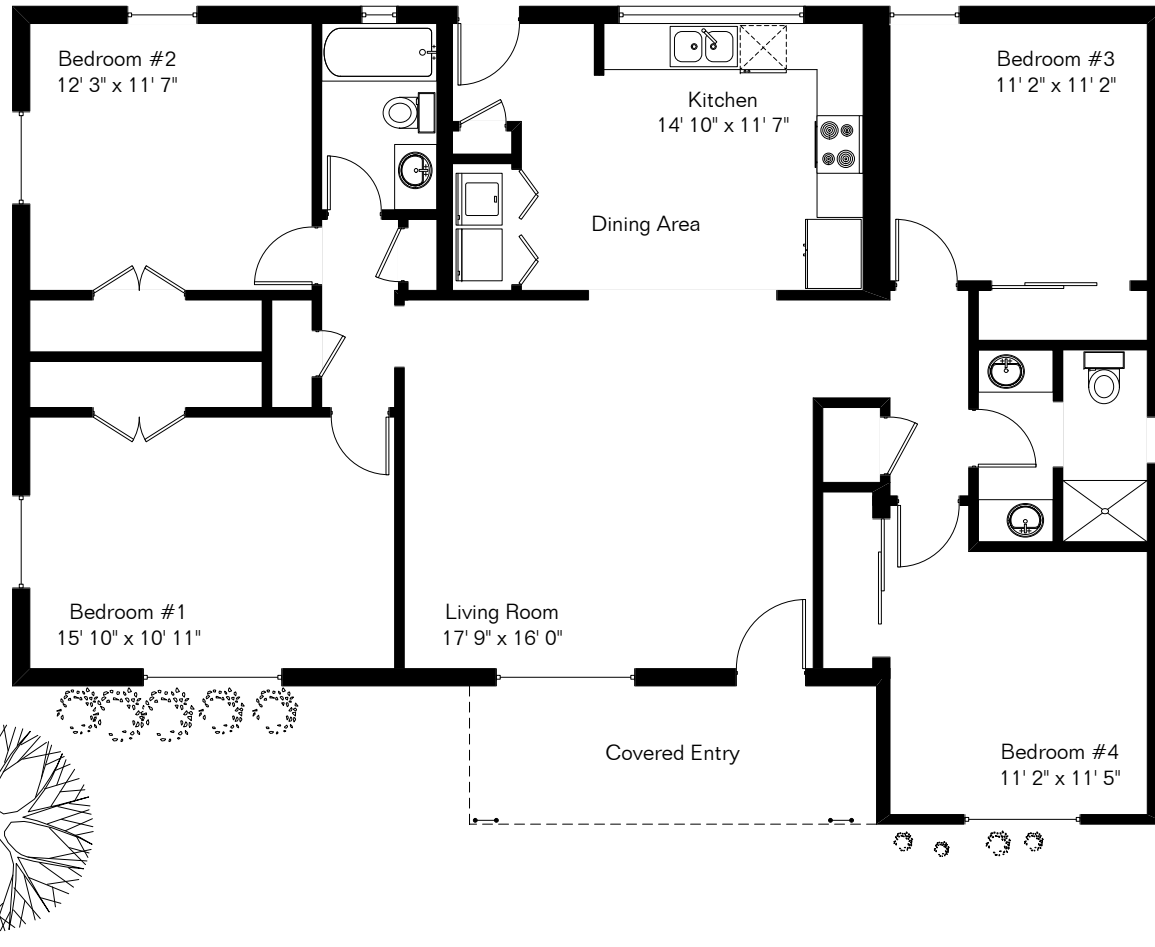 Bedroom #2
12' 3" x 11' 7"
Bedroom #3
11' 2" x 11' 2"
Kitchen
14' 10" x 11' 7"
Dining Area
Bedroom #1
15' 10" x 10' 11"
Living Room
17' 9" x 16' 0"
Covered Entry
Bedroom #4
11' 2" x 11' 5"